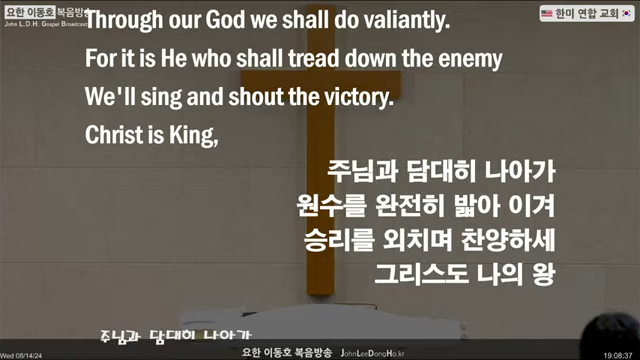 요한 이동호 복음방송
John L.D.H. Gospel Broadcast
한미 연합 교회
Through our God we shall do valiantly.
For it is He who shall tread down the enemy
We'll sing and shout the victory.
Christ is King,
주님과 담대히 나아가
원수를 완전히 밟아 이겨
승리를 외치며 찬양하세
그리스도 나의 왕
주님과 담대히 나아가
Wed 08/14/24
요한 이동호 복음방송 JohnLeeDongHo.kr
19:08:37